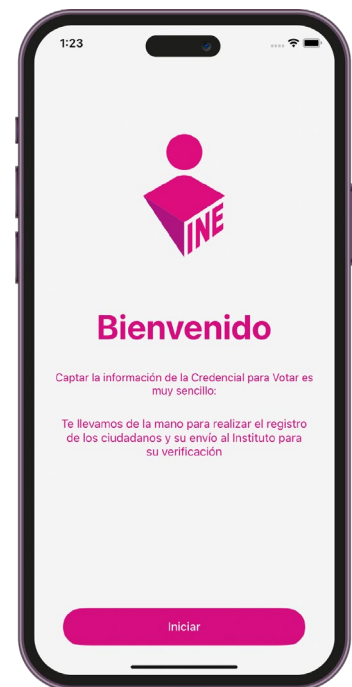 1:23
INE
Bienvenido
Captar la información de la Credencial para Votar es
muy sencillo:
Te llevamos de la mano para realizar el registro
de los ciudadanos y su envío al Instituto para
su verificación
Iniciar